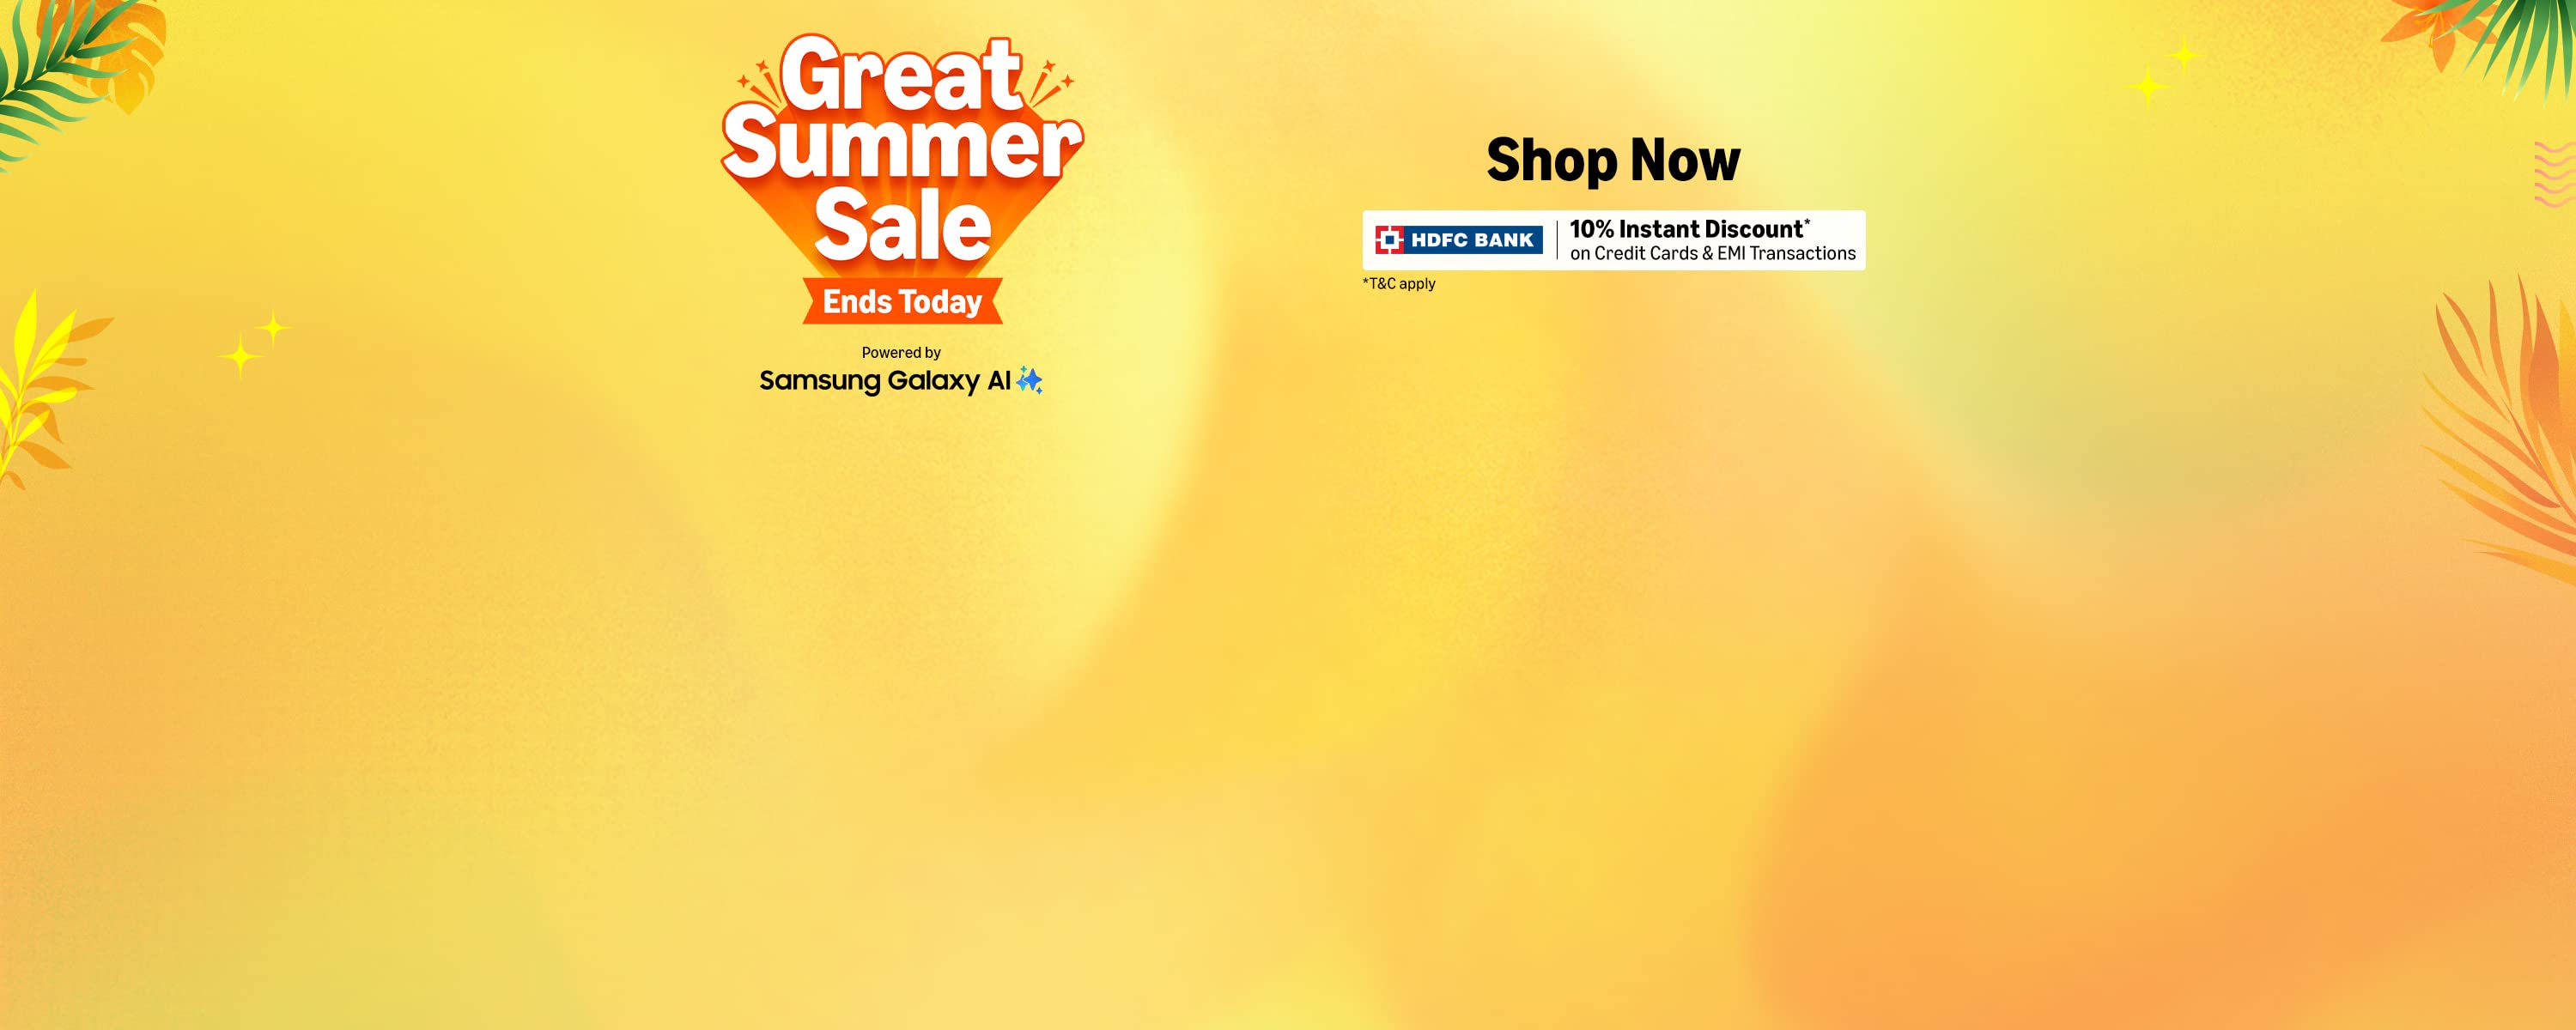 Great
Summer
Sale
Ends Today
Powered by
Samsung Galaxy AI
Shop Now
HDFC BANK
10% Instant Discount*
on Credit Cards & EMI Transactions
*T&C apply